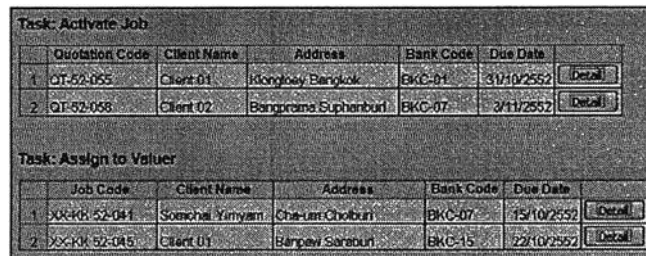 Task: Activate Job
Quotation Code Client Name Address Bank Code Due Date
1 QT-52-055 Client 01 Klongtoey Bangkok BKC-01 31/10/2552 Detail
2 QT-52-058 Client 02 Bangprama Suphanburi BKC-07 3/11/2552 Detail
Task: Assign to Valuer
Job Code Client Name Address Bank Code Due Date
1 XX-KK 52-041 Somchai Yimyam Cha-um Cholburi BKC-07 15/10/2552 Detail
2 XX-KK 52-045 Client 01 Saraburi BKC-15 22/10/2552 Detail